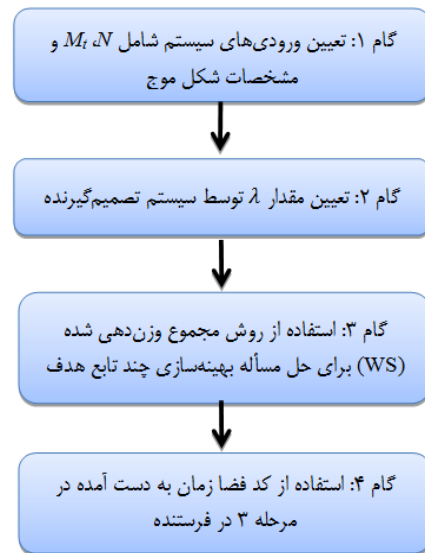 گام ۱: تعیین ورودی‌های سیستم شامل M_t ،N و
مشخصات شکل موج
گام ۲: تعیین مقدار λ توسط سیستم تصمیم‌گیرنده
گام ۳: استفاده از روش مجموع وزن‌دهی شده
(WS) برای حل مسأله بهینه‌سازی چند تابع هدف
گام ۴: استفاده از کد فضا زمان به دست آمده در
مرحله ۳ در فرستنده